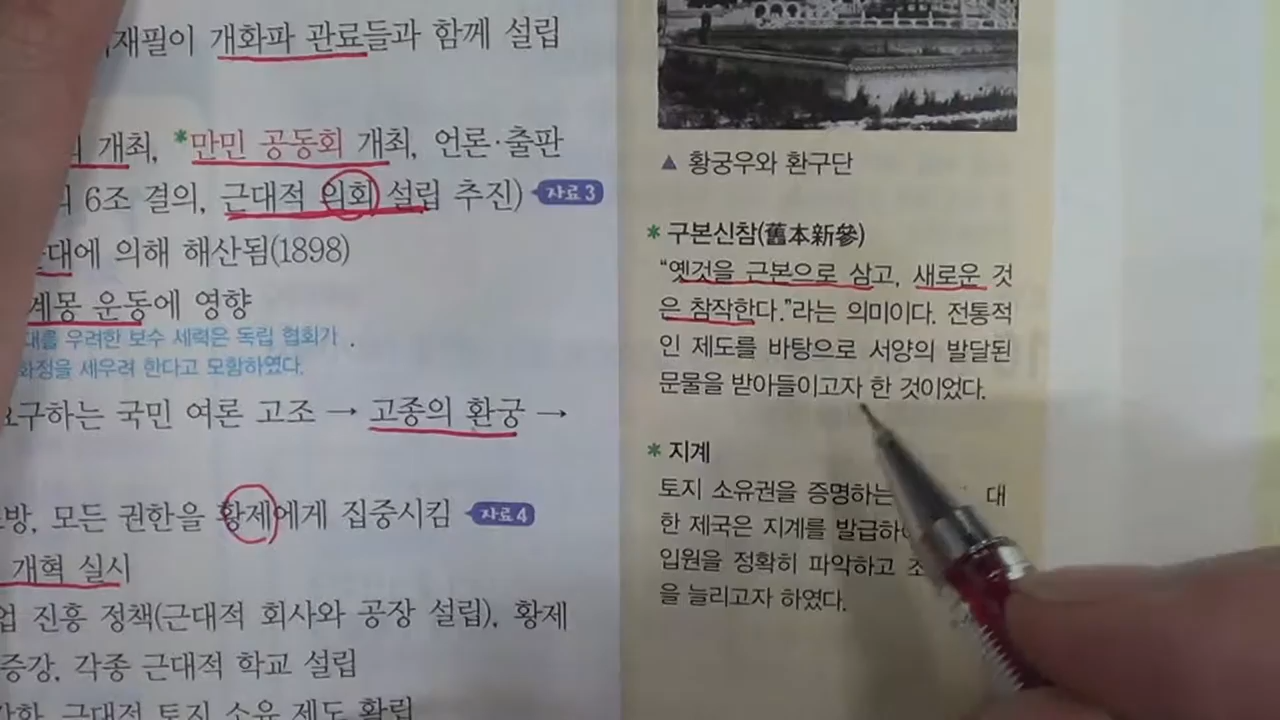 재필이 개화파 관료들과 함께 설립
개최, *만민 공동회 개최, 언론·출판
6조 결의, 근대적 의회 설립 추진) 자료3
대에 의해 해산됨(1898)
계몽 운동에 영향
대를 우려한 보수 세력은 독립 협회가
화정을 세우려 한다고 모함하였다.
요구하는 국민 여론 고조 → 고종의 환궁 →
모든 권한을 황제에게 집중시킴 자료4
개혁 실시
업 진흥 정책(근대적 회사와 공장 설립), 황제
증강, 각종 근대적 학교 설립
근대적 토지 소유 제도 확립
▲ 황궁우와 환구단
* 구본신참(舊本新參)
“옛것을 근본으로 삼고, 새로운 것
은 참작한다.”라는 의미이다. 전통적
인 제도를 바탕으로 서양의 발달된
문물을 받아들이고자 한 것이었다.
* 지계
토지 소유권을 증명하는 대
한 제국은 지계를 발급하
입원을 정확히 파악하고 조
을 늘리고자 하였다.